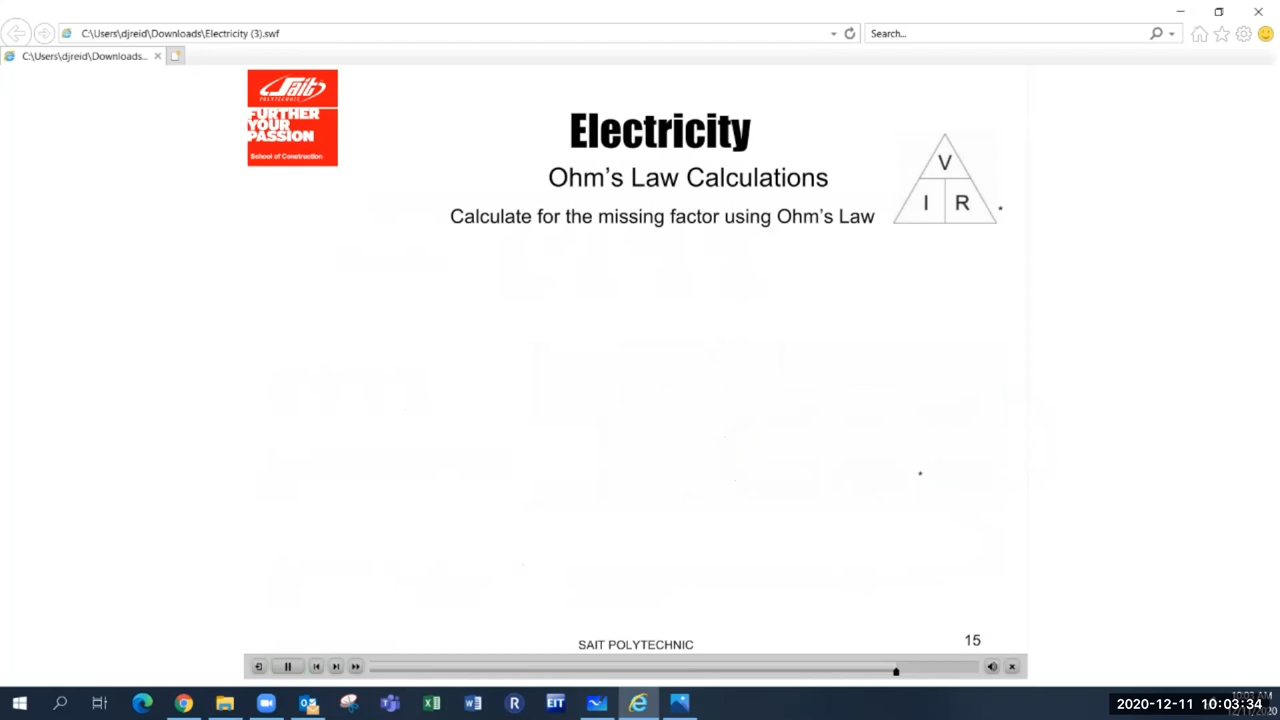 C:\Users\djreid\Downloads\Electricity (3).swf
Search...
C:\Users\djreid\Downloads...
Sait
POLYTECHNIC
FURTHER
YOUR
PASSION
School of Construction
Electricity
Ohm's Law Calculations
Calculate for the missing factor using Ohm's Law
V
I R
SAIT POLYTECHNIC
15
EIT
2020-12-11 10:03:34